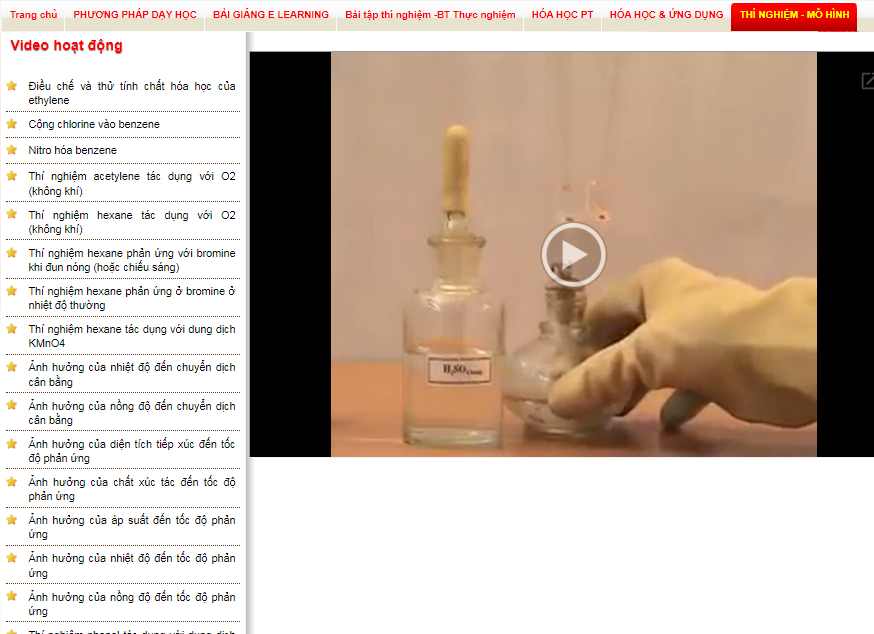 Trang chủ PHƯƠNG PHÁP DẠY HỌC BÀI GIẢNG E LEARNING Bài tập thí nghiệm -BT Thực nghiệm HÓA HỌC PT HÓA HỌC & ỨNG DỤNG THÍ NGHIỆM - MÔ HÌNH
Video hoạt động
Điều chế và thử tính chất hóa học của
ethylene
Cộng chlorine vào benzene
Nitro hóa benzene
Thí nghiệm acetylene tác dụng với O2
(không khí)
Thí nghiệm hexane tác dụng với O2
(không khí)
Thí nghiệm hexane phản ứng với bromine
khi đun nóng (hoặc chiếu sáng)
Thí nghiệm hexane phản ứng ở bromine ở
nhiệt độ thường
Thí nghiệm hexane tác dụng với dung dịch
KMnO4
Ảnh hưởng của nhiệt độ đến chuyển dịch
cân bằng
Ảnh hưởng của nồng độ đến chuyển dịch
cân bằng
Ảnh hưởng của diện tích tiếp xúc đến tốc
độ phản ứng
Ảnh hưởng của chất xúc tác đến tốc độ
phản ứng
Ảnh hưởng của áp suất đến tốc độ phản
ứng
Ảnh hưởng của nhiệt độ đến tốc độ phản
ứng
Ảnh hưởng của nồng độ đến tốc độ phản
ứng
Thí nghiệm phenol tác dụng với dung dịch
H₂SO₄